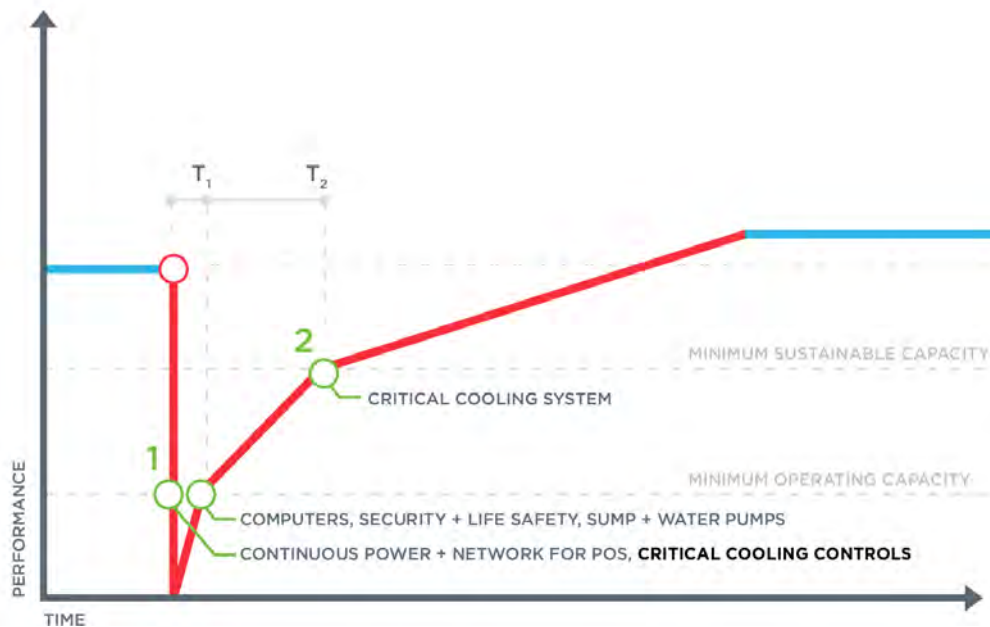 T1
T2
2
MINIMUM SUSTAINABLE CAPACITY
CRITICAL COOLING SYSTEM
1
MINIMUM OPERATING CAPACITY
COMPUTERS, SECURITY + LIFE SAFETY, SUMP + WATER PUMPS
CONTINUOUS POWER + NETWORK FOR POS, CRITICAL COOLING CONTROLS
PERFORMANCE
TIME